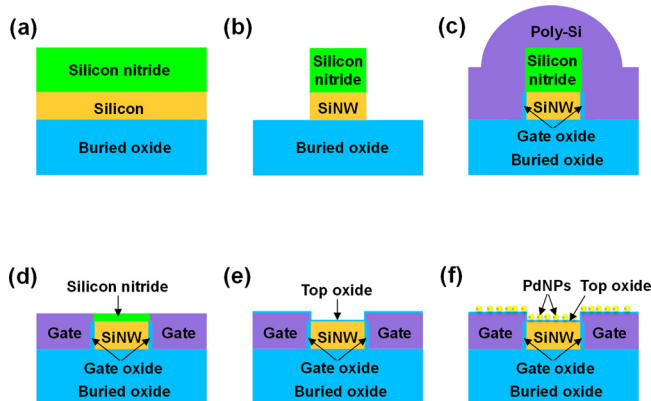 (a)
Silicon nitride
Silicon
Buried oxide
(b)
Silicon
nitride
SiNW
Buried oxide
(c)
Poly-Si
Silicon
nitride
SiNW
Gate oxide
Buried oxide
(d)
Silicon nitride
Gate
SiNW
Gate
Gate oxide
Buried oxide
(e)
Top oxide
Gate
SiNW
Gate
Gate oxide
Buried oxide
(f)
PdNPs
Top oxide
Gate
SiNW
Gate
Gate oxide
Buried oxide